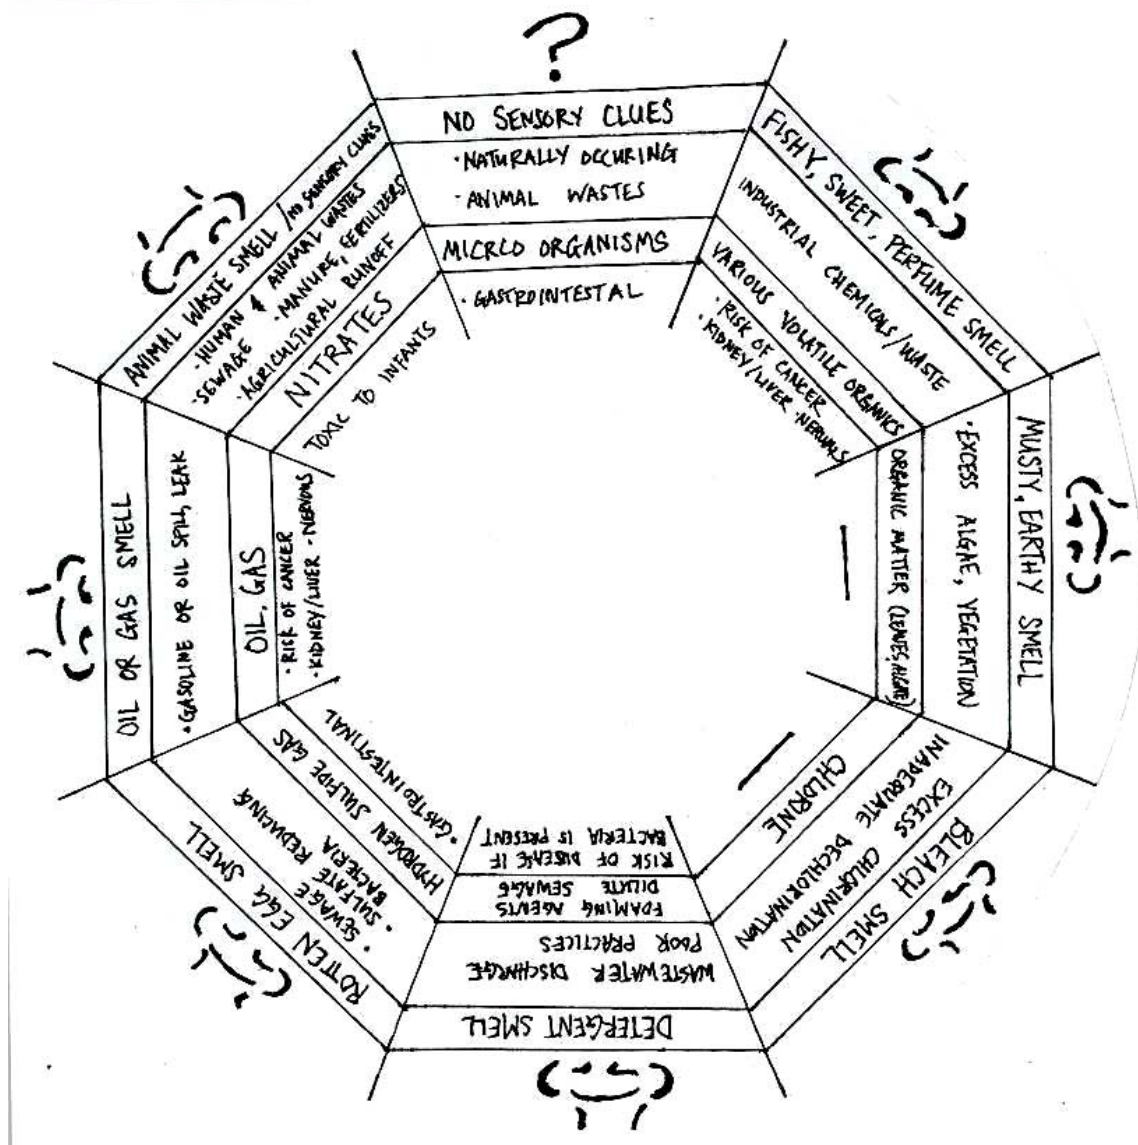 ?
NO SENSORY CLUES
· NATURALLY OCCURING
· ANIMAL WASTES
MICRCO ORGANISMS
· GASTROINTESTAL
FISHY, SWEET, PERFUME SMELL
INDUSTRIAL CHEMICALS/WASTE
VARIOUS VOLATILE ORGANICS
· RISK OF CANCER
· KIDNEY/LIVER · NERVOUS
MUSTY, EARTHY SMELL
· EXCESS ALGAE, VEGETATION
ORGANIC MATTER (LEAVES, ALGAE)
BLEACH SMELL
EXCESS CHLORINATION
INADEQUATE DECHLORINATION
CHLORINE
DETERGENT SMELL
WASTEWATER DISCHARGE
POOR PRACTICES
FOAMING AGENTS
DILUTE SEWAGE
RISK OF DISEASE IF
BACTERIA IS PRESENT
ROTTEN EGG SMELL
· SEWAGE
· SULFATE REDUCING
BACTERIA
HYDROGEN SULFIDE GAS
· GASTROINTESTINAL
OIL OR GAS SMELL
· GASOLINE OR OIL SPILL, LEAK
OIL, GAS
· RISK OF CANCER
· KIDNEY/LIVER · NERVOUS
ANIMAL WASTE SMELL / NO SENSORY CLUES
· HUMAN & ANIMAL WASTES
· SEWAGE · MANURE, FERTILIZERS
· AGRICULTURAL RUNOFF
NITRATES
TOXIC TO INFANTS